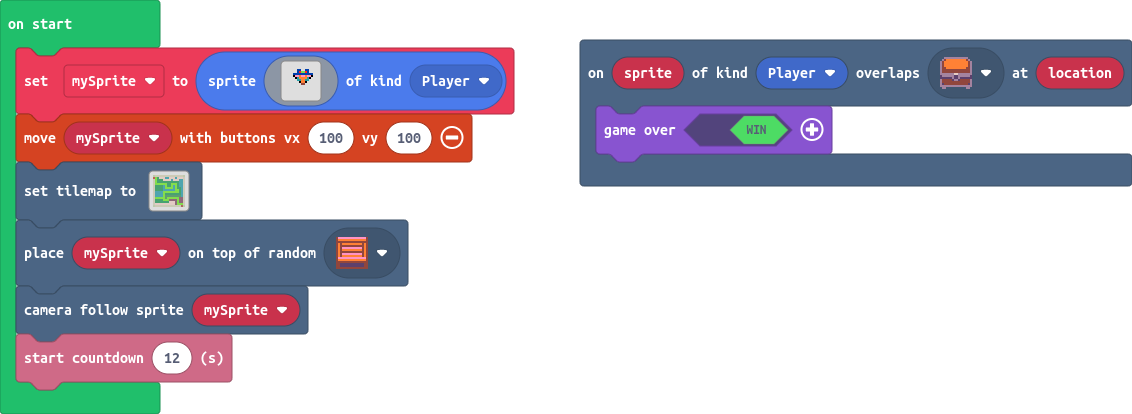 on start
set mySprite to sprite of kind Player
move mySprite with buttons vx 100 vy 100
set tilemap to
place mySprite on top of random
camera follow sprite mySprite
start countdown 12 (s)
on sprite of kind Player overlaps at location
game over WIN